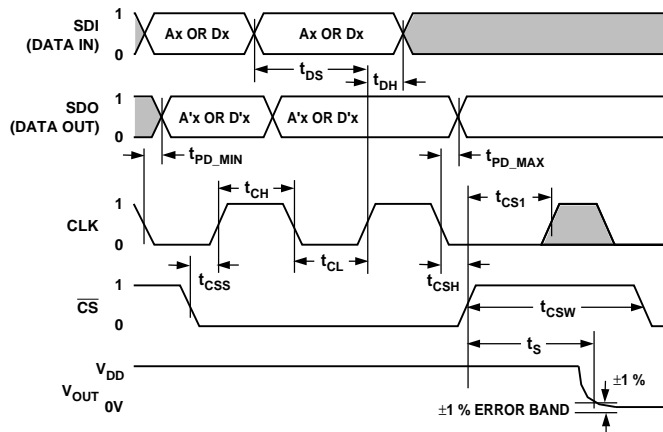 SDI
(DATA IN)
1
0
Ax OR Dx
Ax OR Dx
tDS
tDH
SDO
(DATA OUT)
1
0
A'x OR D'x
A'x OR D'x
tPD_MIN
tPD_MAX
tCH
tCS1
CLK
1
0
tCL
tCSS
tCSH
CS
1
0
tCSW
tS
VDD
VOUT
0V
±1 %
±1 % ERROR BAND